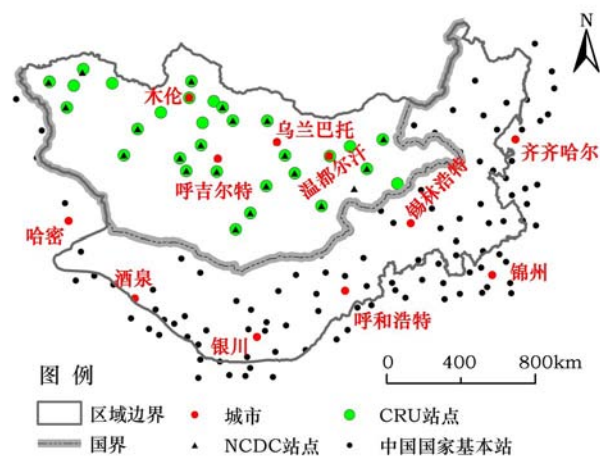 N
木伦
乌兰巴托
齐齐哈尔
温都尔汗
呼吉尔特
锡林浩特
哈密
酒泉
锦州
呼和浩特
银川
图 例
0 400 800km
区域边界 城市 CRU站点
国界 NCDC站点 中国国家基本站